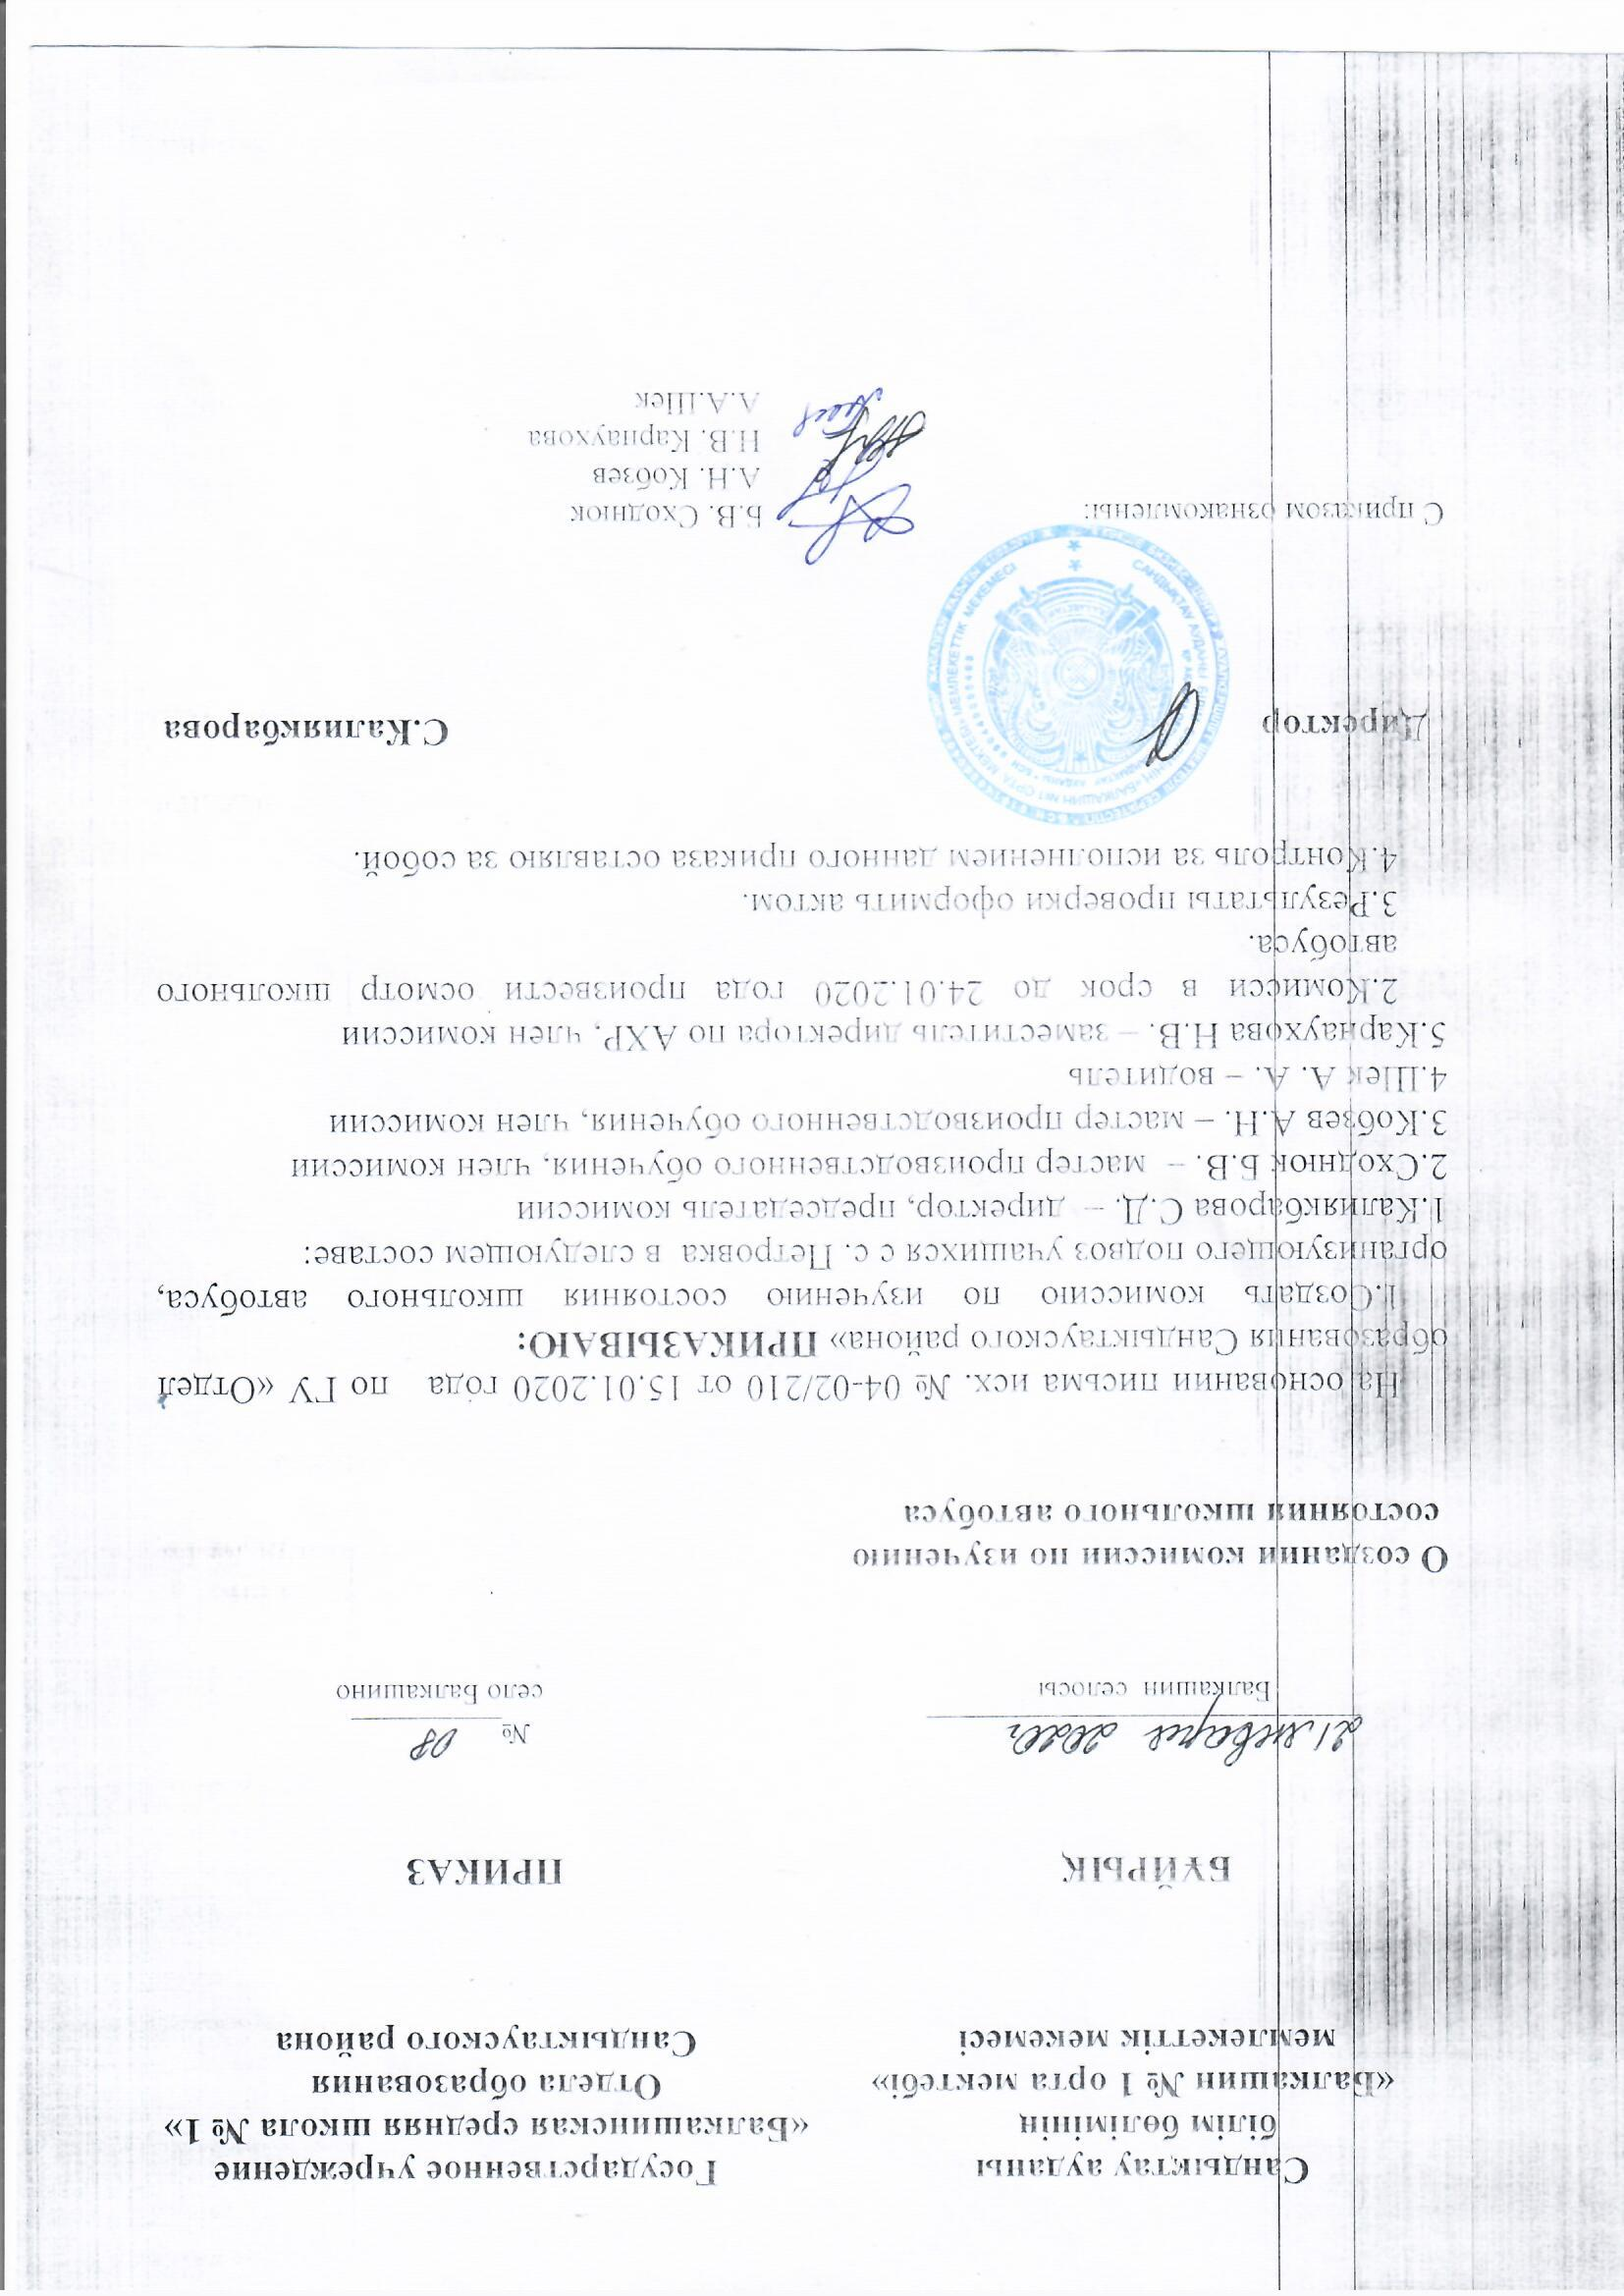 Сандықтау ауданы
білім бөлімінің
«Балкашин № 1 орта мектебі»
мемлекеттік мекемесі
Государственное учреждение
«Балкашинская средняя школа № 1»
Отдела образования
Сандыктауского района
БҰЙРЫҚ
ПРИКАЗ
21 января 2020г
№ 08
Балкашин селосы
село Балкашино
О создании комиссии по изучению
состояния школьного автобуса
На основании письма исх. № 04-02/210 от 15.01.2020 года по ГУ «Отдел
образования Сандыктауского района» ПРИКАЗЫВАЮ:
1.Создать комиссию по изучению состояния школьного автобуса,
организующего подвоз учащихся с с. Петровка в следующем составе:
1.Калиякбарова С.Д. – директор, председатель комиссии
2.Сходнюк Б.В. – мастер производственного обучения, член комиссии
3.Кобзев А.Н. – мастер производственного обучения, член комиссии
4.Шек А. А. – водитель
5.Карнаухова Н.В. – заместитель директора по АХР, член комиссии
2.Комисси в срок до 24.01.2020 года произвести осмотр школьного
автобуса.
3.Результаты проверки оформить актом.
4.Контроль за исполнением данного приказа оставляю за собой.
Директор С.Калиякбарова
С приказом ознакомлены: Б.В. Сходнюк
А.Н. Кобзев
Н.В. Карнаухова
А.А.Шек